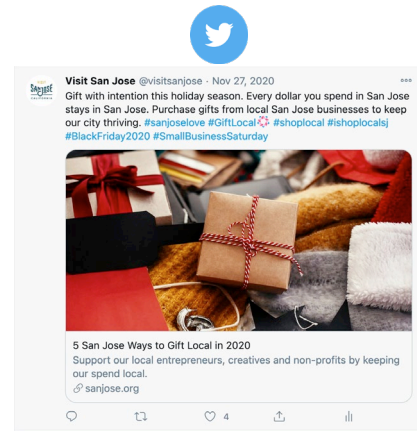 SAN JOSE
CALIFORNIA
Visit San Jose @visitsanjose · Nov 27, 2020
Gift with intention this holiday season. Every dollar you spend in San Jose
stays in San Jose. Purchase gifts from local San Jose businesses to keep
our city thriving. #sanjoselove #GiftLocal #shoplocal #ishoplocalsj
#BlackFriday2020 #SmallBusinessSaturday
5 San Jose Ways to Gift Local in 2020
Support our local entrepreneurs, creatives and non-profits by keeping
our spend local.
sanjose.org
4